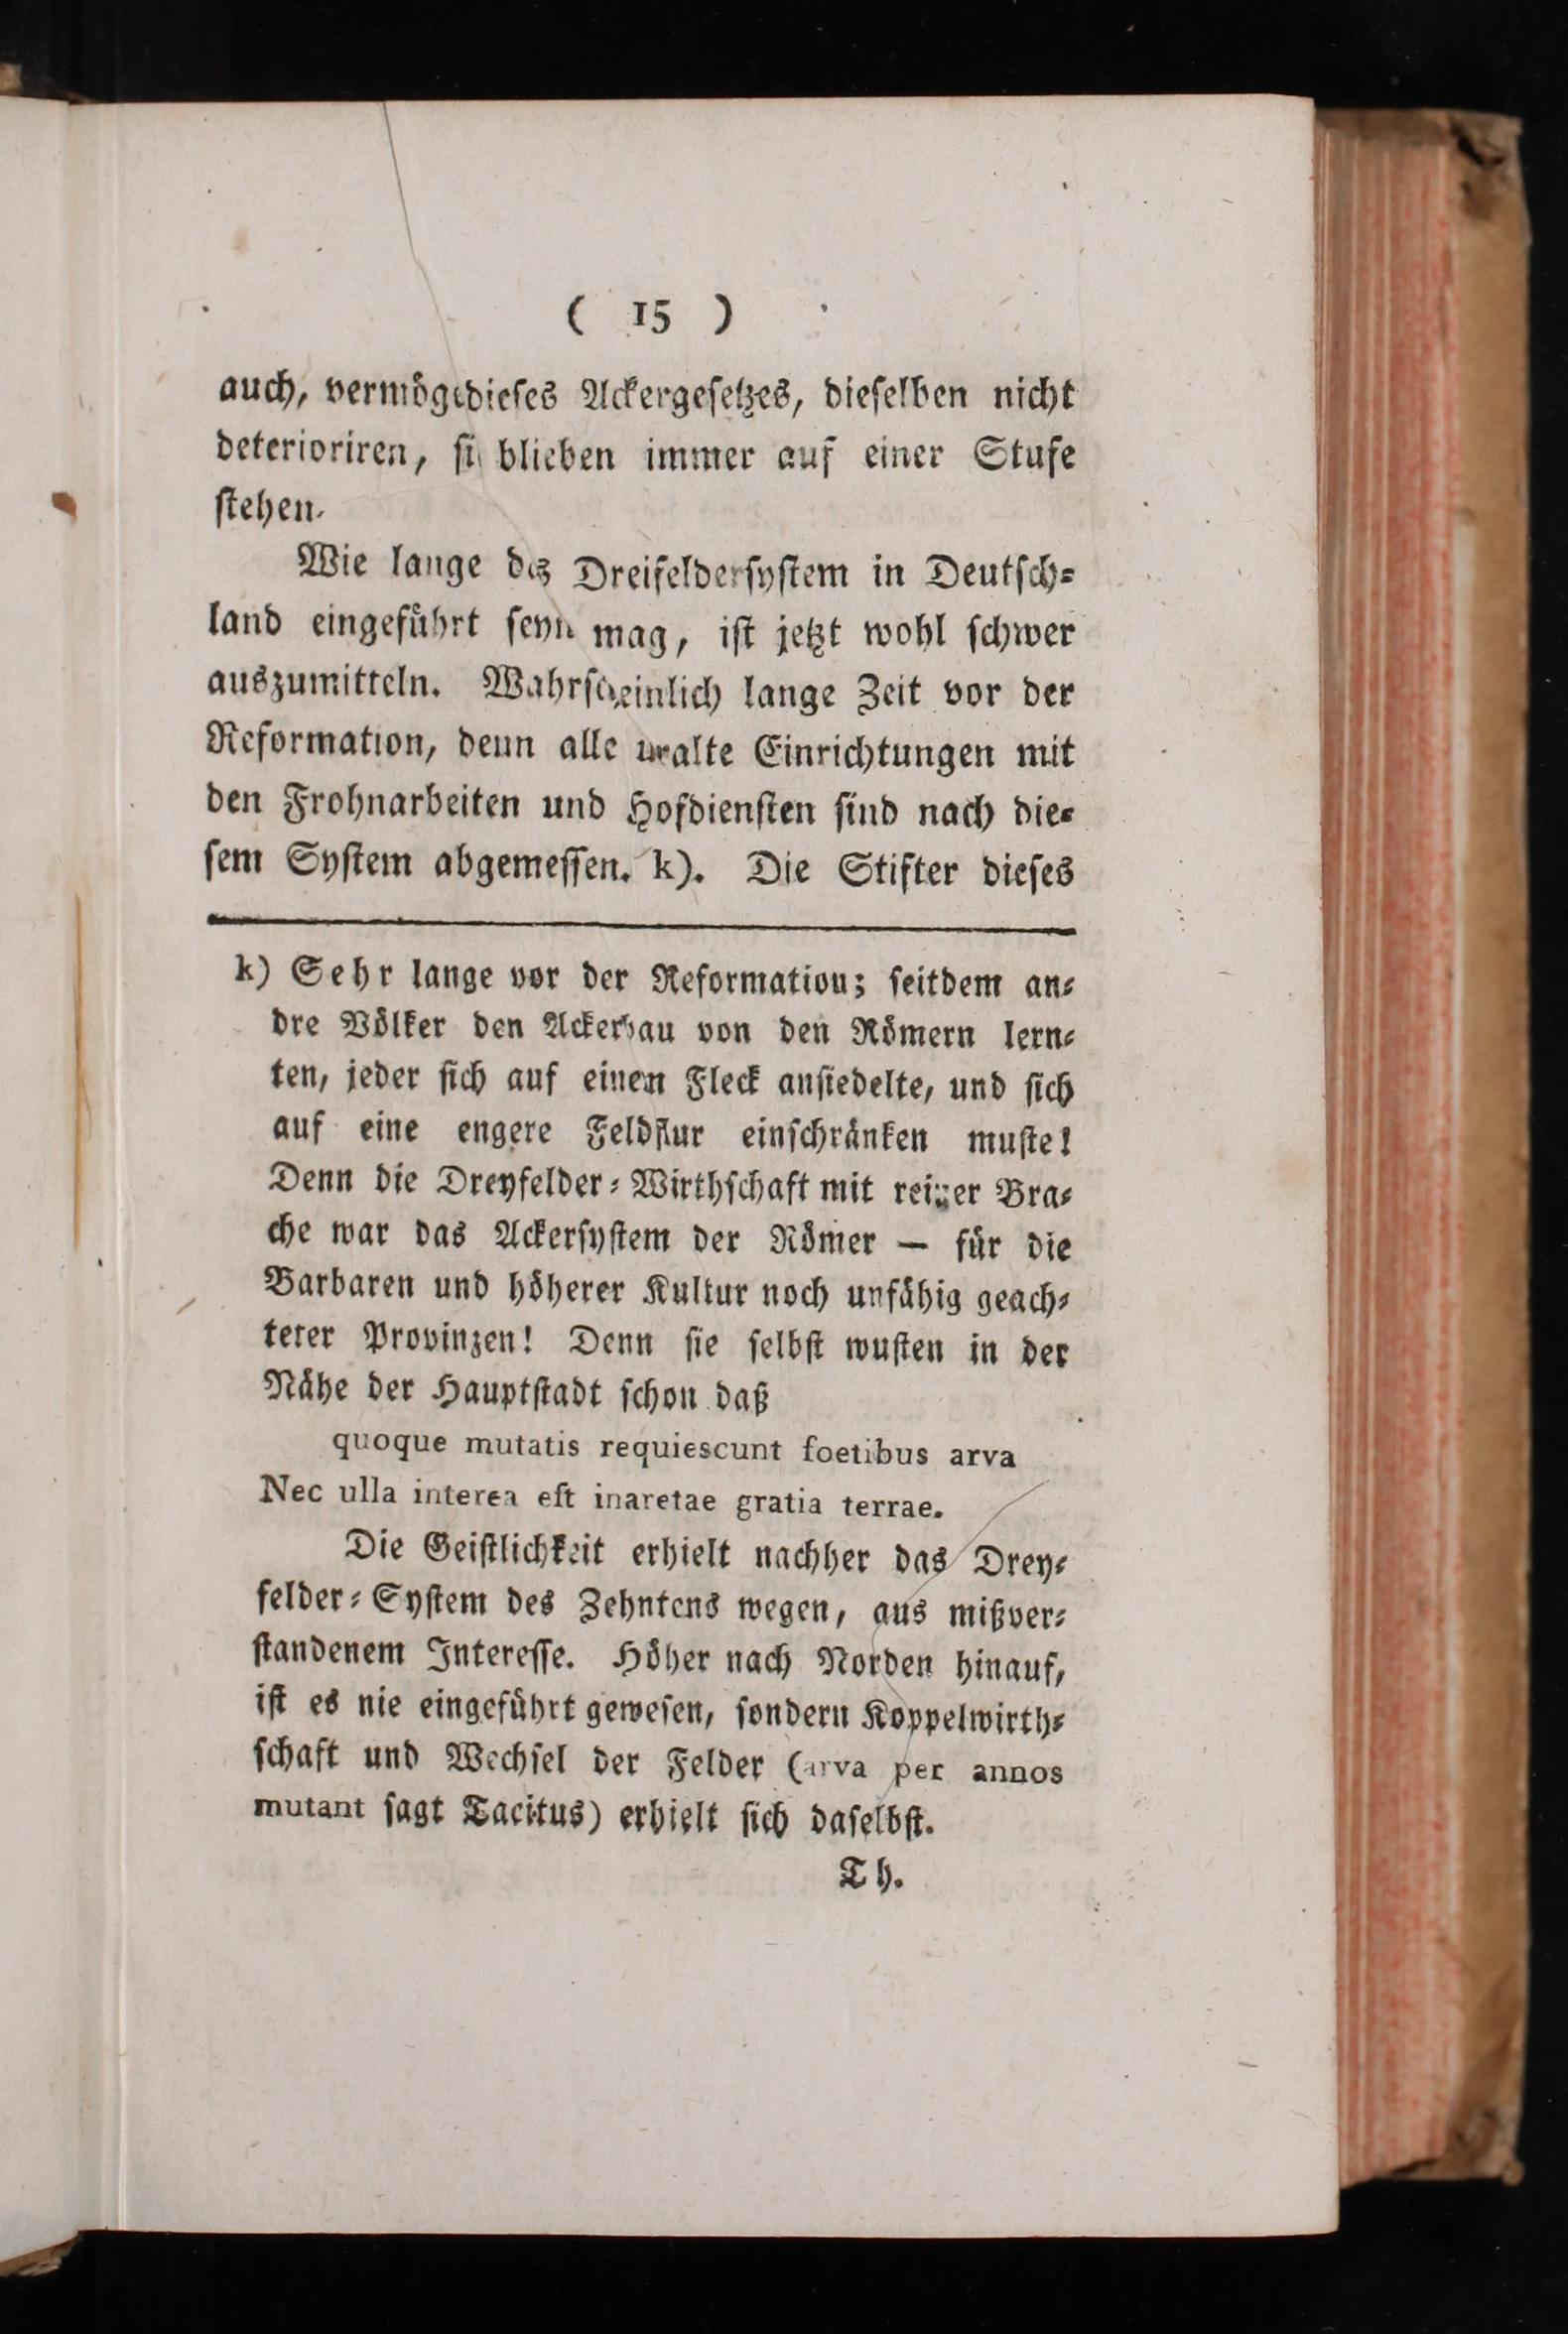 ( 15 )
auch, vermöge dieſes Ackergeſetzes, dieſelben nicht
deterioriren, ſie blieben immer auf einer Stufe
ſtehen.
Wie lange das Dreifelderſyſtem in Deutſch⸗
land eingeführt ſeyn mag, iſt jetzt wohl ſchwer
auszumitteln. Wahrſcheinlich lange Zeit vor der
Reformation, denn alle uralte Einrichtungen mit
den Frohnarbeiten und Hofdienſten ſind nach die⸗
ſem Syſtem abgemeſſen. k). Die Stifter dieſes
k) Sehr lange vor der Reformation; ſeitdem an⸗
dre Völker den Ackerbau von den Römern lern⸗
ten, jeder ſich auf einem Fleck anſiedelte, und ſich
auf eine engere Feldflur einſchränken muſte!
Denn die Dreyfelder⸗Wirthſchaft mit reiner Bra⸗
che war das Ackerſyſtem der Römer — für die
Barbaren und höherer Kultur noch unfähig geach⸗
teter Provinzen! Denn ſie ſelbſt wuſten in der
Nähe der Hauptſtadt ſchon daß
quoque mutatis requiescunt foetibus arva
Nec ulla interea eſt inaretae gratia terrae.
Die Geiſtlichkeit erhielt nachher das Drey⸗
felder⸗Syſtem des Zehntens wegen, aus mißver⸗
ſtandenem Intereſſe. Höher nach Norden hinauf,
iſt es nie eingeführt geweſen, ſondern Koppelwirth⸗
ſchaft und Wechſel der Felder (arva per annos
mutant ſagt Tacitus) erhielt ſich daſelbſt.
Th.